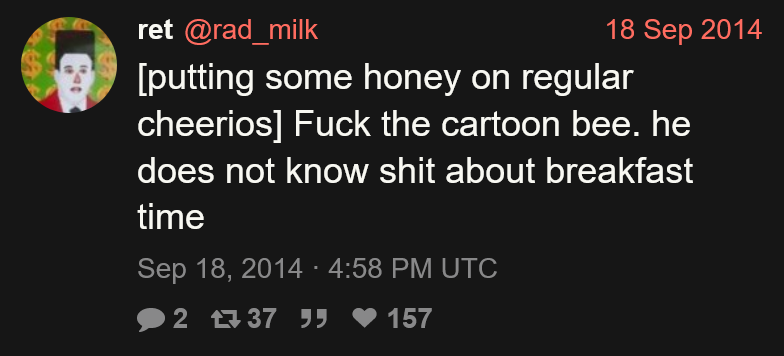 ret @rad_milk 18 Sep 2014
[putting some honey on regular
cheerios] Fuck the cartoon bee. he
does not know shit about breakfast
time
Sep 18, 2014 · 4:58 PM UTC
2 37 157